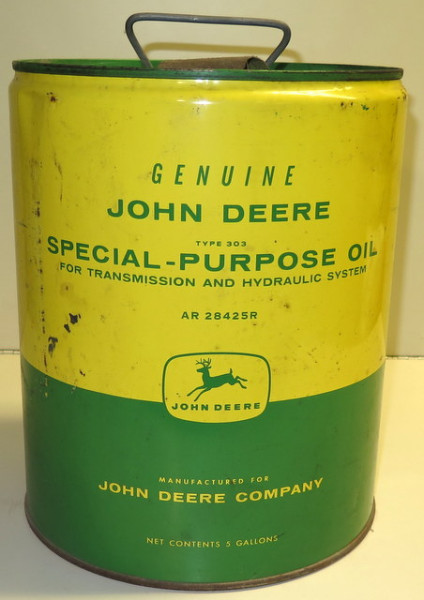 GENUINE
JOHN DEERE
TYPE 303
SPECIAL-PURPOSE OIL
FOR TRANSMISSION AND HYDRAULIC SYSTEM
AR 28425R
JOHN DEERE
MANUFACTURED FOR
JOHN DEERE COMPANY
NET CONTENTS 5 GALLONS